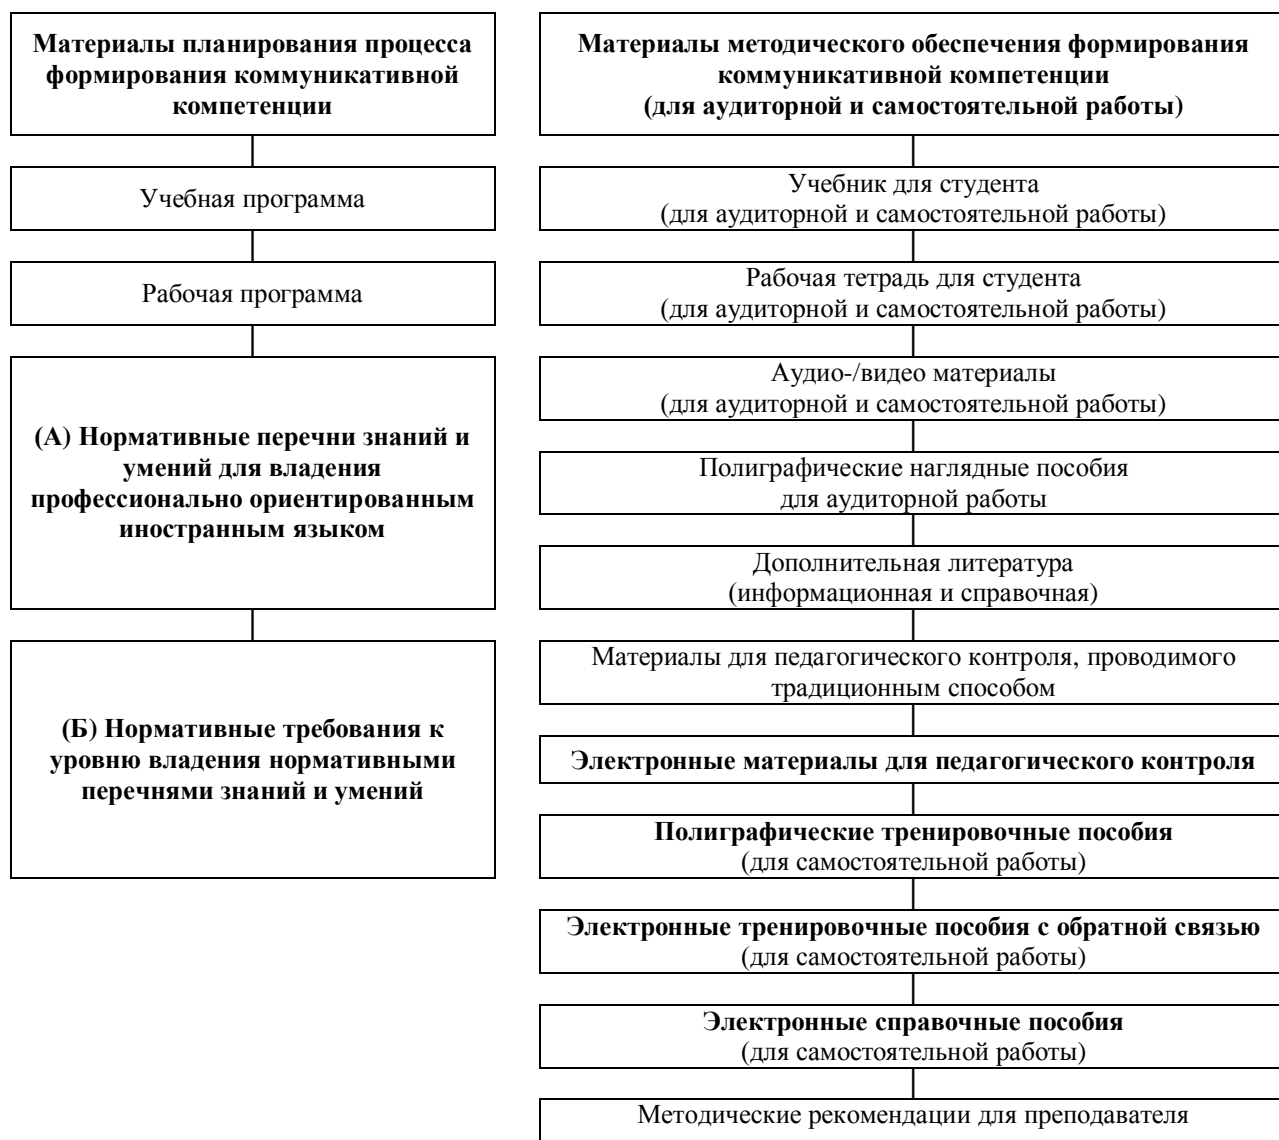 Материалы планирования процесса
формирования коммуникативной
компетенции
Учебная программа
Рабочая программа
(А) Нормативные перечни знаний и
умений для владения
профессионально ориентированным
иностранным языком
(Б) Нормативные требования к
уровню владения нормативными
перечнями знаний и умений
Материалы методического обеспечения формирования
коммуникативной компетенции
(для аудиторной и самостоятельной работы)
Учебник для студента
(для аудиторной и самостоятельной работы)
Рабочая тетрадь для студента
(для аудиторной и самостоятельной работы)
Аудио-/видео материалы
(для аудиторной и самостоятельной работы)
Полиграфические наглядные пособия
для аудиторной работы
Дополнительная литература
(информационная и справочная)
Материалы для педагогического контроля, проводимого
традиционным способом
Электронные материалы для педагогического контроля
Полиграфические тренировочные пособия
(для самостоятельной работы)
Электронные тренировочные пособия с обратной связью
(для самостоятельной работы)
Электронные справочные пособия
(для самостоятельной работы)
Методические рекомендации для преподавателя